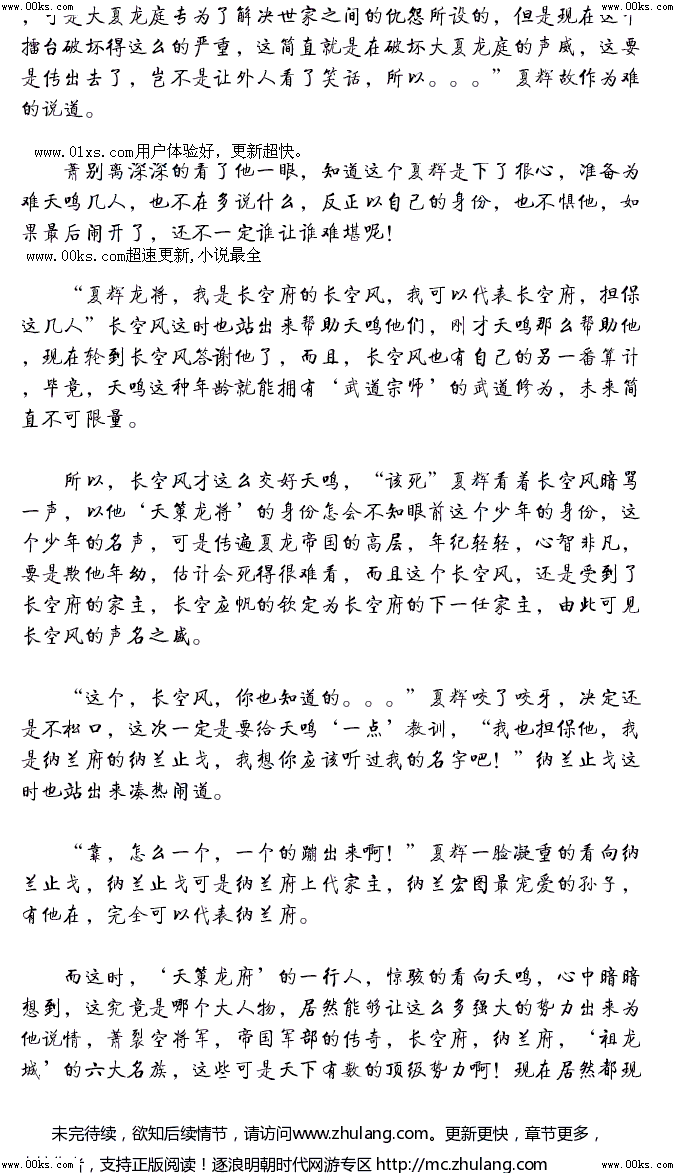 www.00ks.com www.00ks.com
，可是大夏龙庭专为了解决世家之间的仇怨所设的，但是现在这个
擂台破坏得这么的严重，这简直就是在破坏大夏龙庭的声威，这要
是传出去了，岂不是让外人看了笑话，所以。。。”夏辉故作为难
的说道。
www.01xs.com用户体验好，更新超快。
萧别离深深的看了他一眼，知道这个夏辉是下了狠心，准备为
难天鸣几人，也不在多说什么，反正以自己的身份，也不惧他，如
果最后闹开了，还不一定谁让谁难堪呢！
www.00ks.com超速更新,小说最全
“夏辉龙将，我是长空府的长空风，我可以代表长空府，担保
这几人”长空风这时也站出来帮助天鸣他们，刚才天鸣那么帮助他
，现在轮到长空风答谢他了，而且，长空风也有自己的另一番算计
，毕竟，天鸣这种年龄就能拥有‘武道宗师’的武道修为，未来简
直不可限量。
所以，长空风才这么交好天鸣，“该死”夏辉看着长空风暗骂
一声，以他‘天策龙将’的身份怎会不知眼前这个少年的身份，这
个少年的名声，可是传遍夏龙帝国的高层，年纪轻轻，心智非凡，
要是欺他年幼，估计会死得很难看，而且这个长空风，还是受到了
长空府的家主，长空应帆的钦定为长空府的下一任家主，由此可见
长空风的声名之盛。
“这个，长空风，你也知道的。。。”夏辉咬了咬牙，决定还
是不松口，这次一定是要给天鸣‘一点’教训，“我也担保他，我
是纳兰府的纳兰止戈，我想你应该听过我的名字吧！”纳兰止戈这
时也站出来凑热闹道。
“靠，怎么一个，一个的蹦出来啊！”夏辉一脸凝重的看向纳
兰止戈，纳兰止戈可是纳兰府上代家主，纳兰宏图最宠爱的孙子，
有他在，完全可以代表纳兰府。
而这时，‘天策龙府’的一行人，惊骇的看向天鸣，心中暗暗
想到，这究竟是哪个大人物，居然能够让这么多强大的势力出来为
他说情，萧裂空将军，帝国军部的传奇，长空府，纳兰府，‘祖龙
城’的六大名族，这些可是天下有数的顶级势力啊！现在居然都现
未完待续，欲知后续情节，请访问www.zhulang.com。更新更快，章节更多，
，支持正版阅读！逐浪明朝时代网游专区 http://mc.zhulang.com
www.00ks.com www.00ks.com